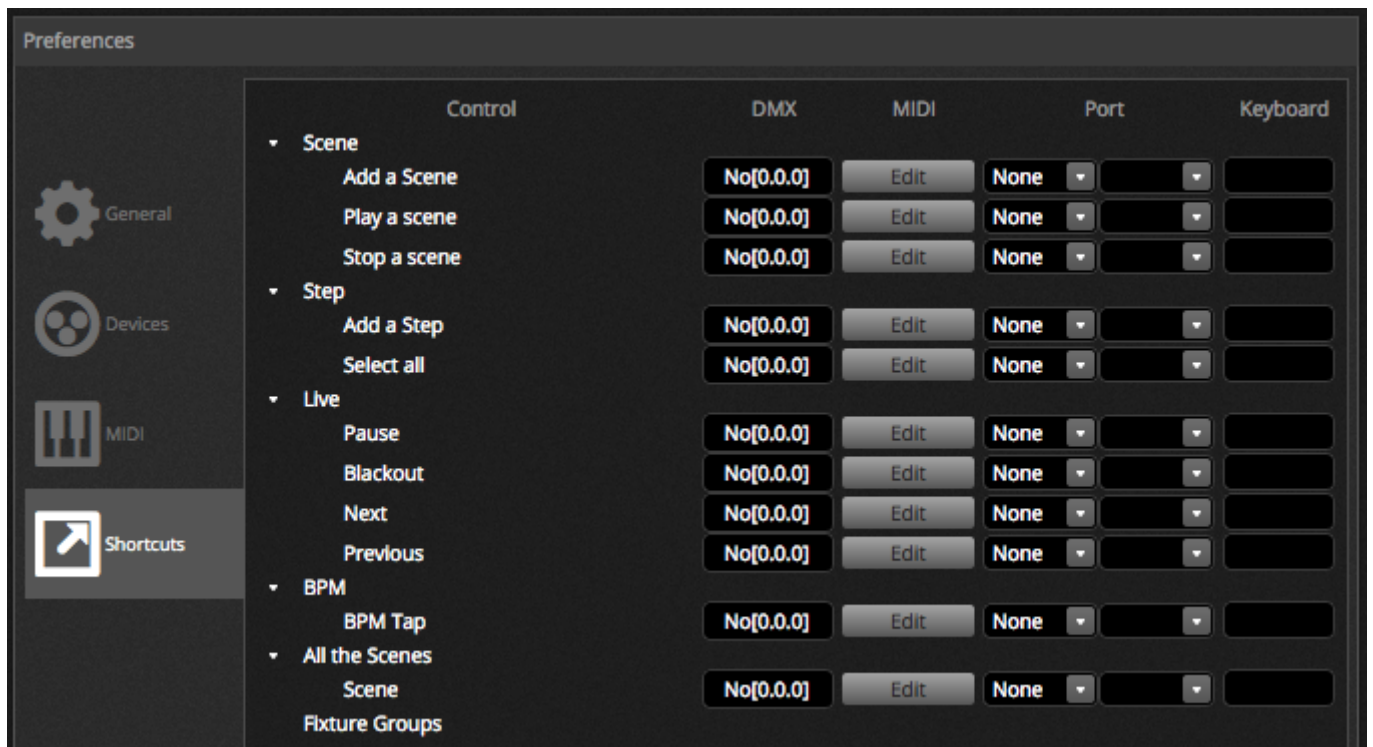 Preferences
Control DMX MIDI Port Keyboard
Scene
Add a Scene No[0.0.0] Edit None
General
Play a scene No[0.0.0] Edit None
Stop a scene No[0.0.0] Edit None
Step
Devices
Add a Step No[0.0.0] Edit None
Select all No[0.0.0] Edit None
Live
MIDI
Pause No[0.0.0] Edit None
Blackout No[0.0.0] Edit None
Next No[0.0.0] Edit None
Shortcuts
Previous No[0.0.0] Edit None
BPM
BPM Tap No[0.0.0] Edit None
All the Scenes
Scene No[0.0.0] Edit None
Fixture Groups